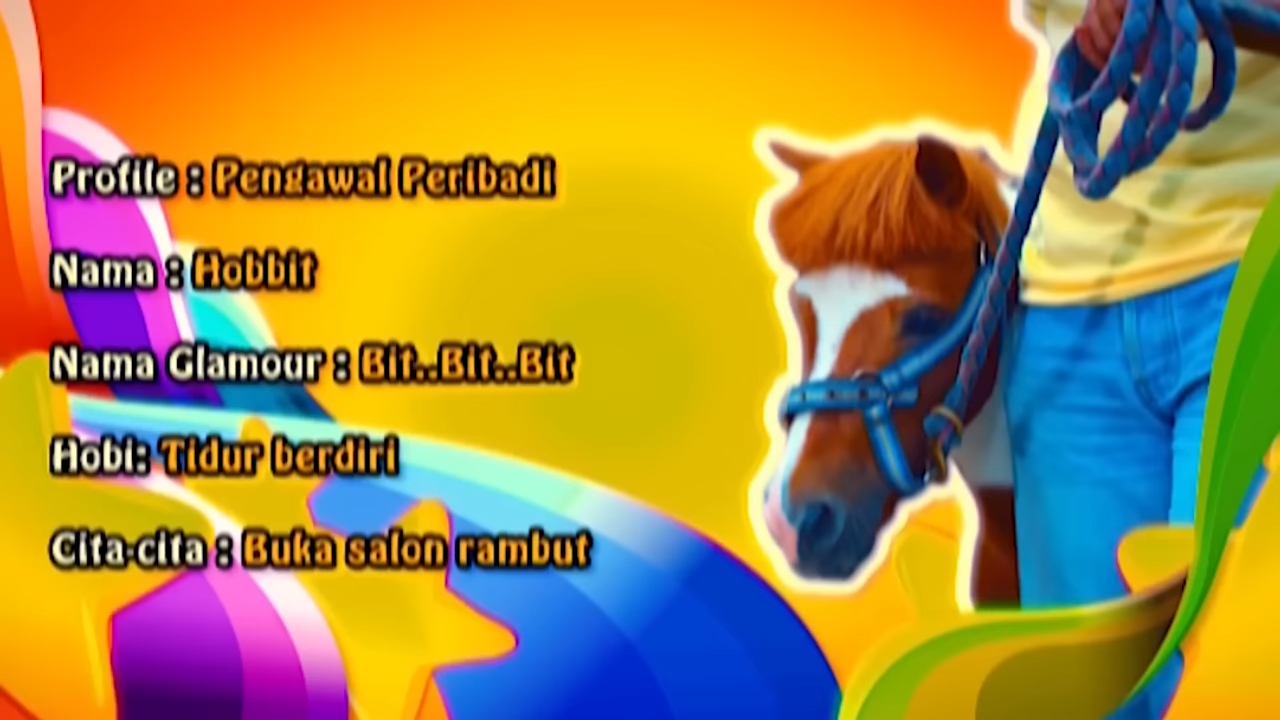 Profile : Pengawal Peribadi
Nama : Hobbit
Nama Glamour : Bit..Bit..Bit
Hobi: Tidur berdiri
Cita-cita : Buka salon rambut